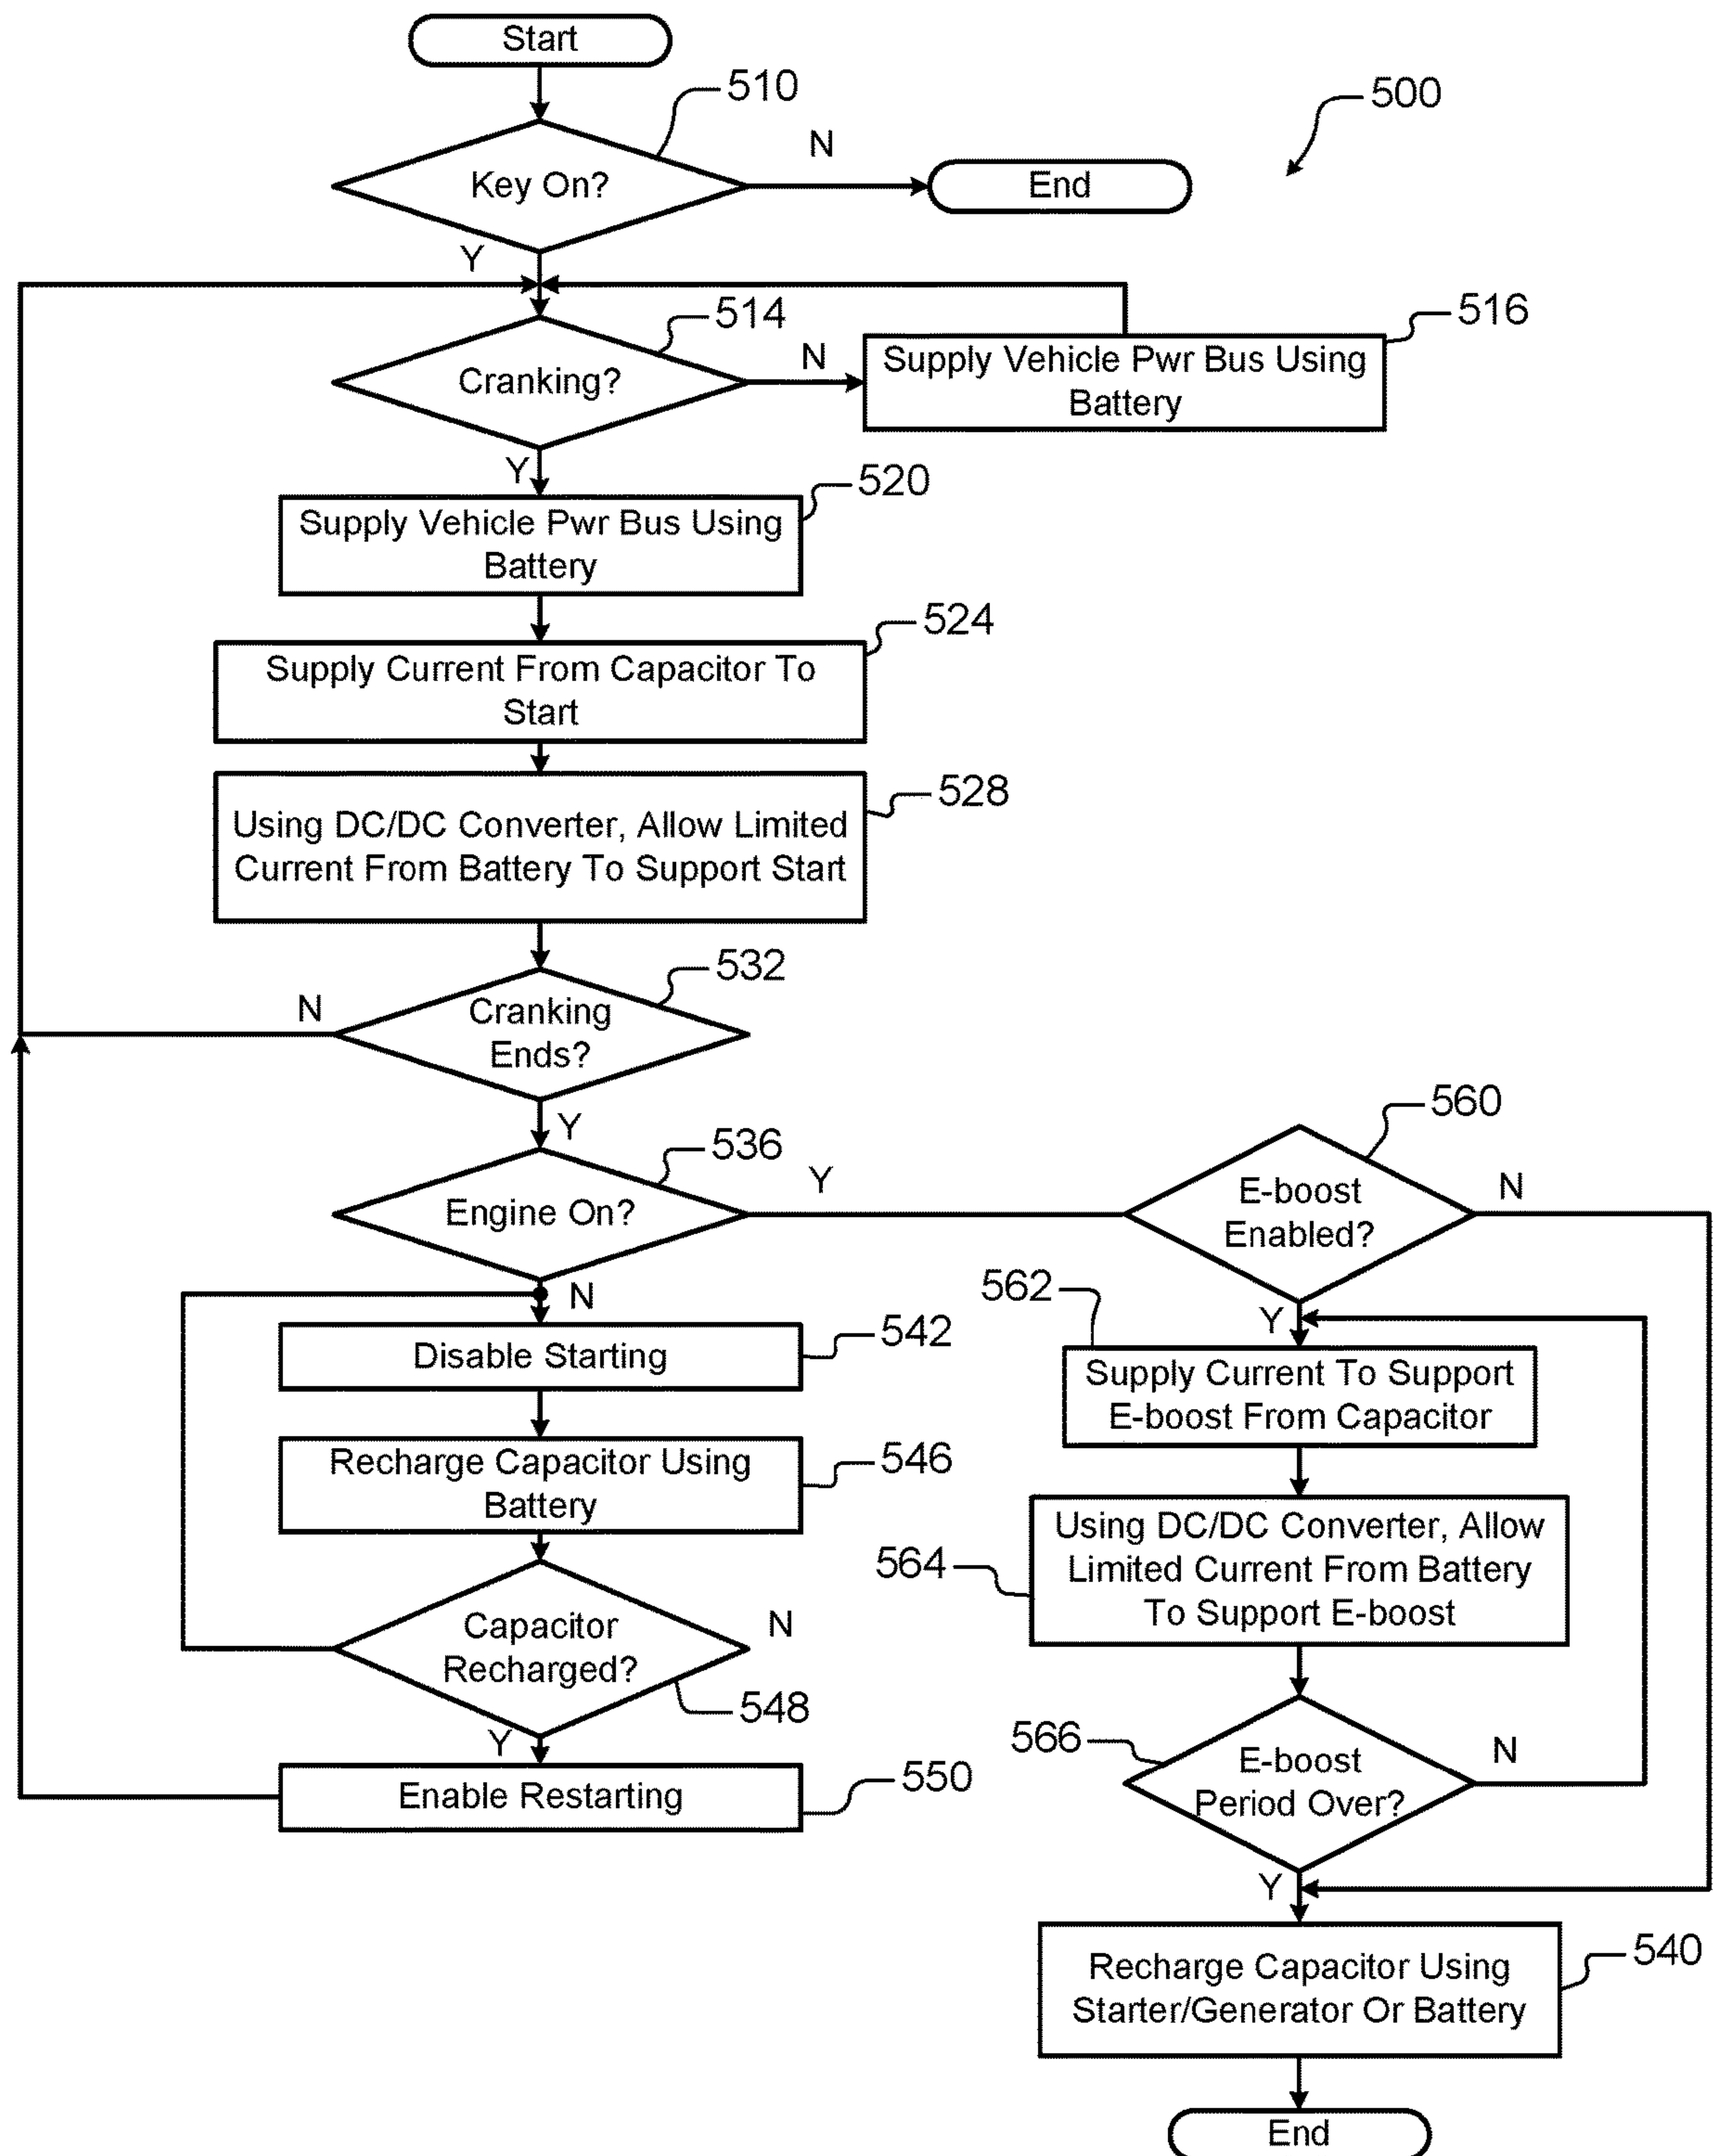 Start
510
500
Key On?
N
End
Y
514
516
Cranking?
N
Supply Vehicle Pwr Bus Using
Battery
Y
520
Supply Vehicle Pwr Bus Using
Battery
524
Supply Current From Capacitor To
Start
528
Using DC/DC Converter, Allow Limited
Current From Battery To Support Start
532
N
Cranking
Ends?
Y
536
Engine On?
Y
560
E-boost
Enabled?
N
N
542
Disable Starting
546
Recharge Capacitor Using
Battery
Capacitor
Recharged?
N
548
Y
550
Enable Restarting
562
Y
Supply Current To Support
E-boost From Capacitor
564
Using DC/DC Converter, Allow
Limited Current From Battery
To Support E-boost
566
E-boost
Period Over?
N
Y
540
Recharge Capacitor Using
Starter/Generator Or Battery
End